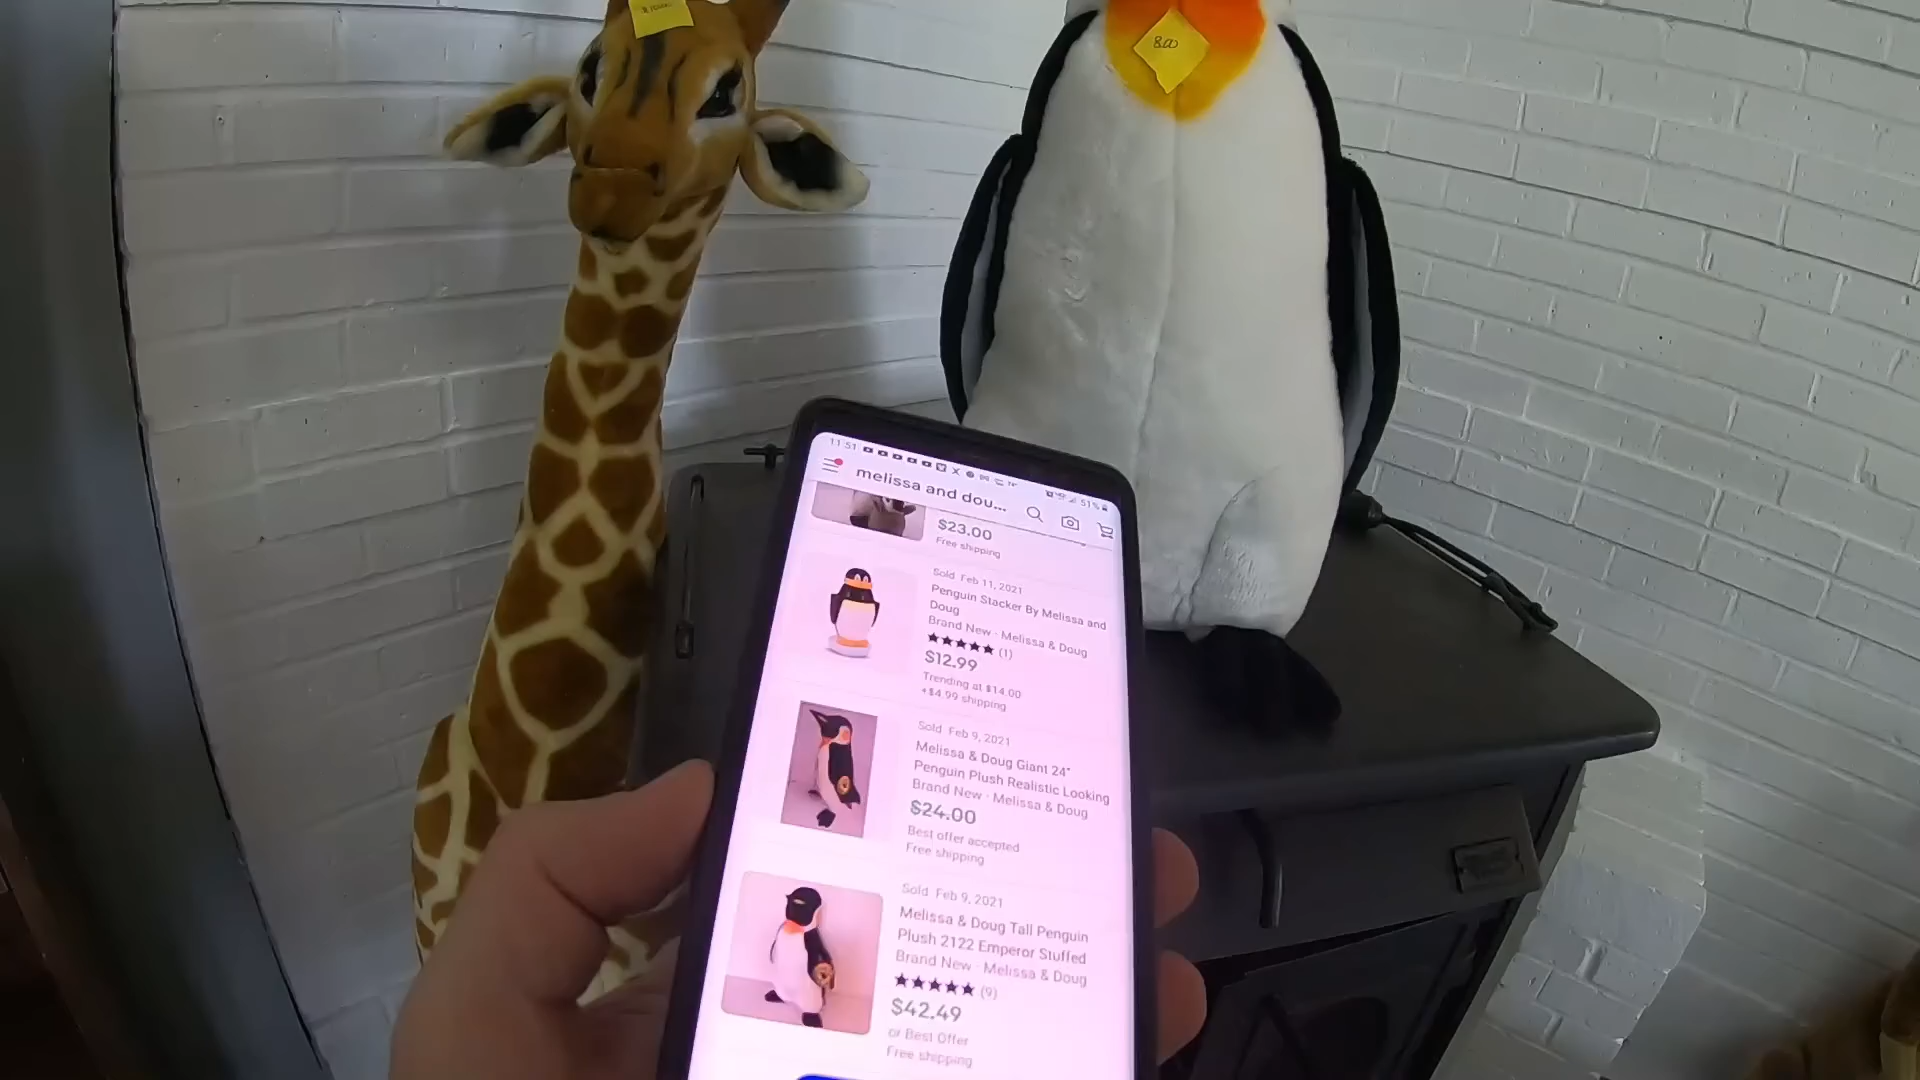 8.00
11:51
51%
melissa and dou...
$23.00
Free shipping
Sold Feb 11, 2021
Penguin Stacker By Melissa and
Doug
Brand New · Melissa & Doug
(1)
$12.99
Trending at $14.00
+$4.99 shipping
Sold Feb 9, 2021
Melissa & Doug Giant 24"
Penguin Plush Realistic Looking
Brand New · Melissa & Doug
$24.00
Best offer accepted
Free shipping
Sold Feb 9, 2021
Melissa & Doug Tall Penguin
Plush 2122 Emperor Stuffed
Brand New · Melissa & Doug
(9)
$42.49
or Best Offer
Free shipping